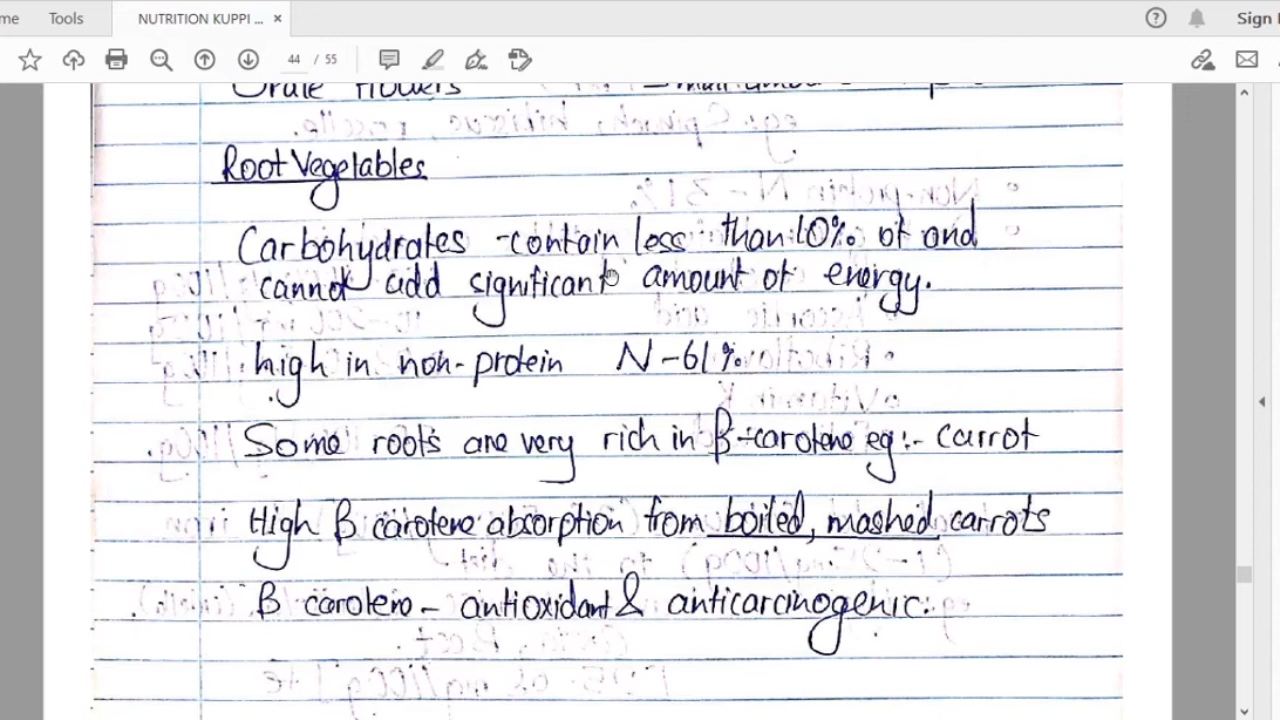 me Tools NUTRITION KUPPI ... × Sign
44 / 55
Root Vegetables
Carbohydrates - contain less than 10% of and
cannot add significant amount of energy.
high in non-protein N-61%
Some roots are very rich in β-carotene eg:- carrot
High β carotene absorption from boiled, mashed carrots
β carotene - antioxidant & anticarcinogenic.